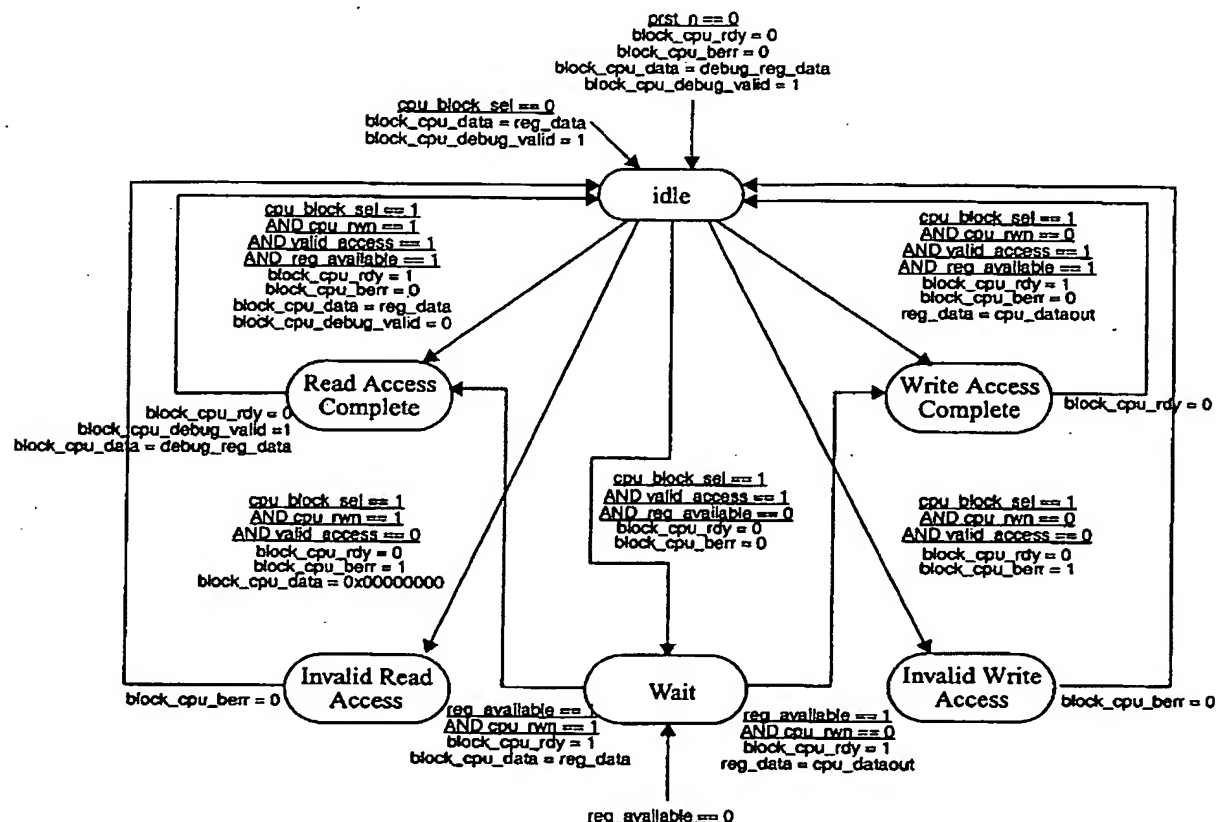 prst_n == 0
block_cpu_rdy = 0
block_cpu_berr = 0
block_cpu_data = debug_reg_data
block_cpu_debug_valid = 1
cpu_block_sel == 0
block_cpu_data = reg_data
block_cpu_debug_valid = 1
idle
cpu_block_sel == 1
AND cpu_rwn == 1
AND valid_access == 1
AND reg_available == 1
block_cpu_rdy = 1
block_cpu_berr = 0
block_cpu_data = reg_data
block_cpu_debug_valid = 0
cpu_block_sel == 1
AND cpu_rwn == 0
AND valid_access == 1
AND reg_available == 1
block_cpu_rdy = 1
block_cpu_berr = 0
reg_data = cpu_dataout
Read Access
Complete
Write Access
Complete
block_cpu_rdy = 0
block_cpu_debug_valid =1
block_cpu_data = debug_reg_data
block_cpu_rdy = 0
cpu_block_sel == 1
AND cpu_rwn == 1
AND valid_access == 0
block_cpu_rdy = 0
block_cpu_berr = 1
block_cpu_data = 0x00000000
cpu_block_sel == 1
AND valid_access == 1
AND reg_available == 0
block_cpu_rdy = 0
block_cpu_berr = 0
cpu_block_sel == 1
AND cpu_rwn == 0
AND valid_access == 0
block_cpu_rdy = 0
block_cpu_berr = 1
Invalid Read
Access
Wait
Invalid Write
Access
block_cpu_berr = 0
block_cpu_berr = 0
reg_available == 1
AND cpu_rwn == 1
block_cpu_rdy = 1
block_cpu_data = reg_data
reg_available == 1
AND cpu_rwn == 0
block_cpu_rdy = 1
reg_data = cpu_dataout
reg_available == 0